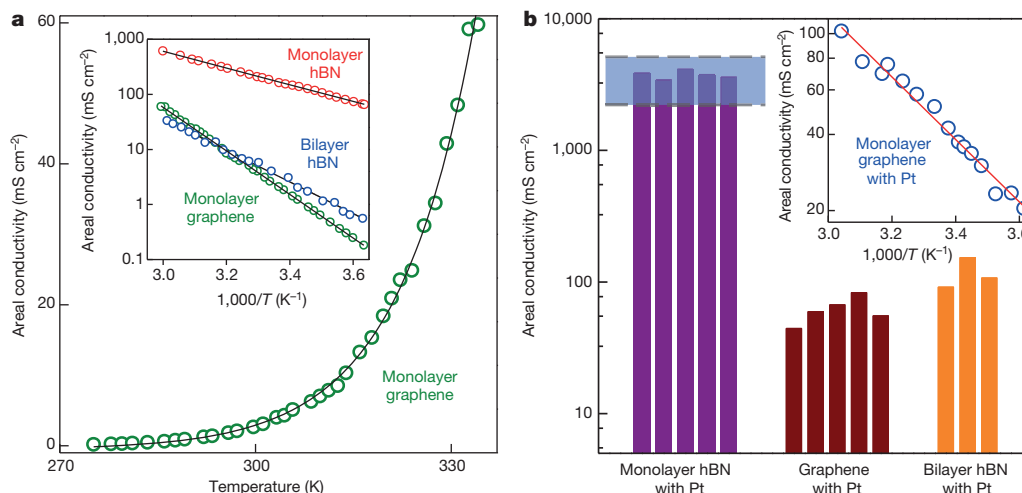 a
60
40
20
0
Areal conductivity (mS cm⁻²)
270
300
330
Temperature (K)
Monolayer
graphene
1,000
100
10
1
0.1
Areal conductivity (mS cm⁻²)
3.0
3.2
3.4
3.6
1,000/T (K⁻¹)
Monolayer
hBN
Bilayer
hBN
Monolayer
graphene
b
10,000
1,000
100
10
Areal conductivity (mS cm⁻²)
Monolayer hBN
with Pt
Graphene
with Pt
Bilayer hBN
with Pt
100
80
60
40
20
Areal conductivity (mS cm⁻²)
Monolayer
graphene
with Pt
3.0
3.2
3.4
3.6
1,000/T (K⁻¹)